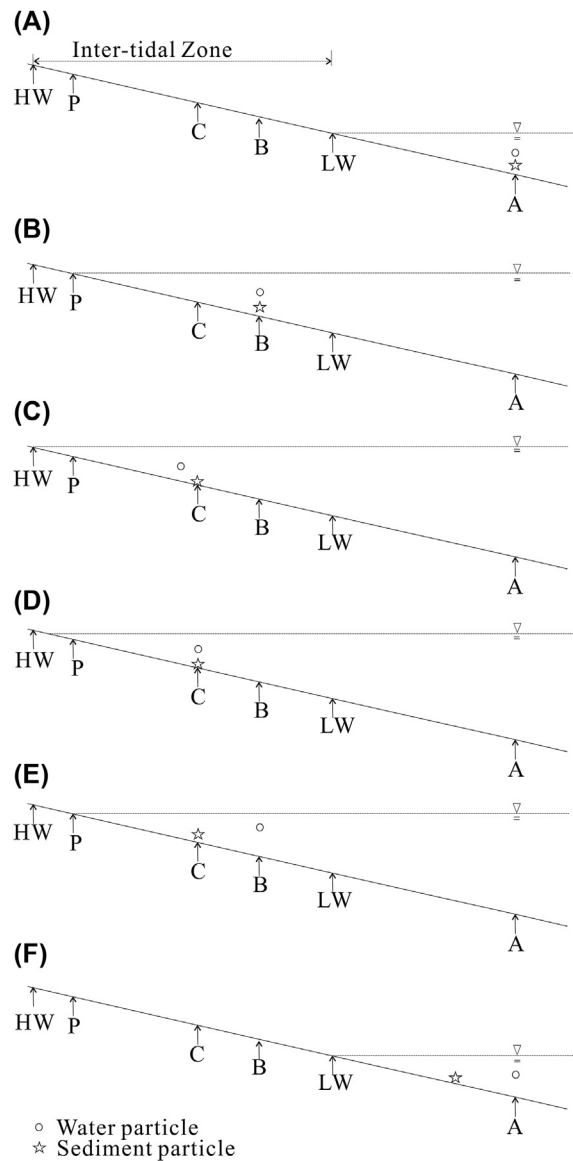 (A)
Inter-tidal Zone
HW P C B LW A
(B)
HW P C B LW A
(C)
HW P C B LW A
(D)
HW P C B LW A
(E)
HW P C B LW A
(F)
HW P C B LW A
Water particle
Sediment particle